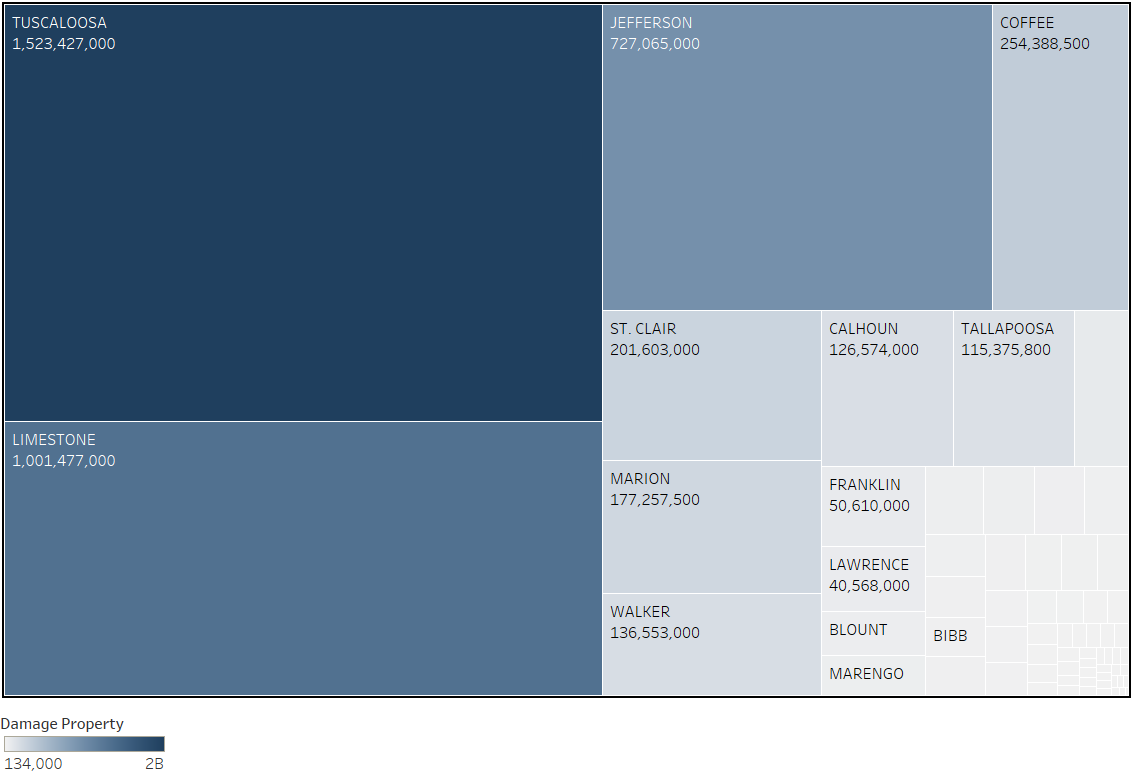 TUSCALOOSA
1,523,427,000
LIMESTONE
1,001,477,000
JEFFERSON
727,065,000
COFFEE
254,388,500
ST. CLAIR
201,603,000
MARION
177,257,500
WALKER
136,553,000
CALHOUN
126,574,000
TALLAPOOSA
115,375,800
FRANKLIN
50,610,000
LAWRENCE
40,568,000
BLOUNT
MARENGO
BIBB
Damage Property
134,000 2B